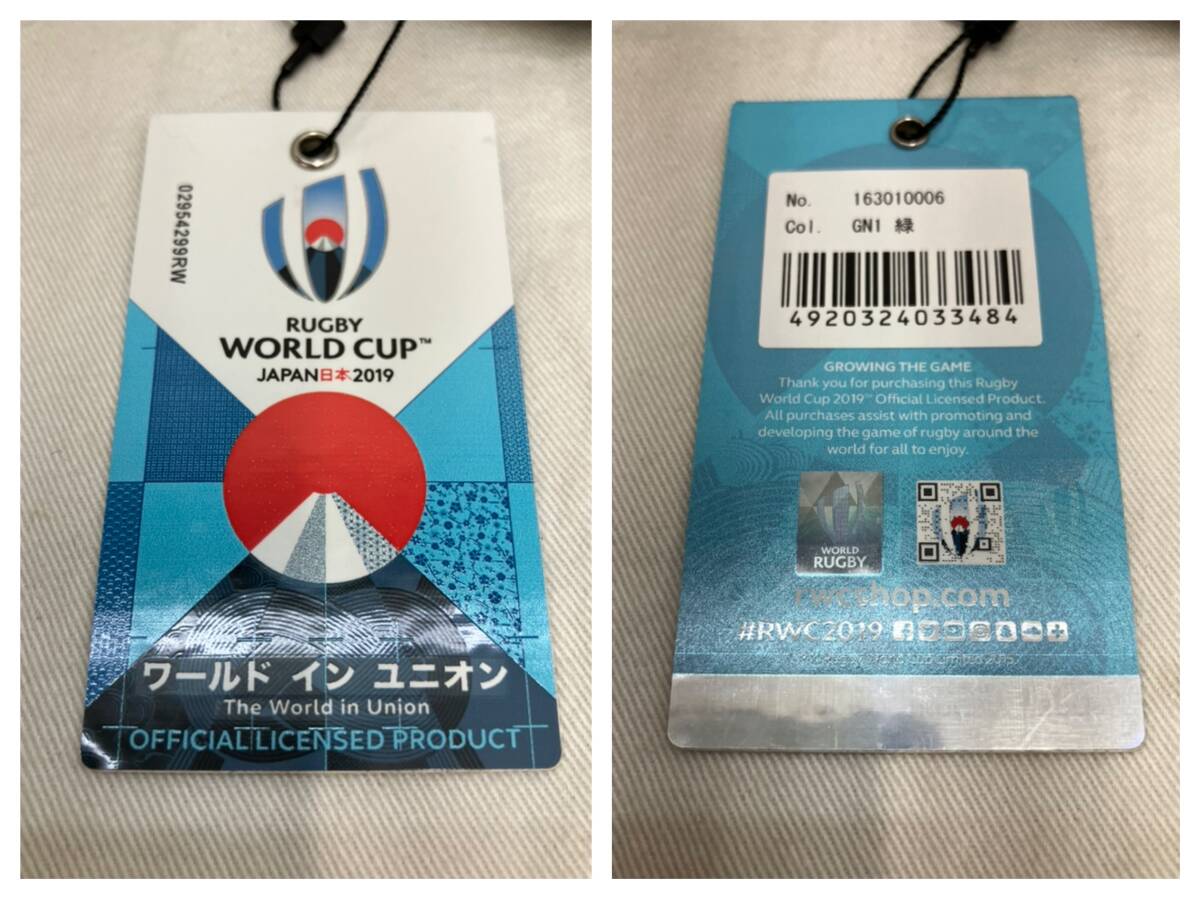 02954299RW
RUGBY
WORLD CUP™
JAPAN日本2019
ワールド イン ユニオン
The World in Union
OFFICIAL LICENSED PRODUCT
No. 163010006
Col. GN1 緑
4920324033484
GROWING THE GAME
Thank you for purchasing this Rugby
World Cup 2019™ Official Licensed Product.
All purchases assist with promoting and
developing the game of rugby around the
world for all to enjoy.
WORLD
RUGBY
rwcshop.com
#RWC2019